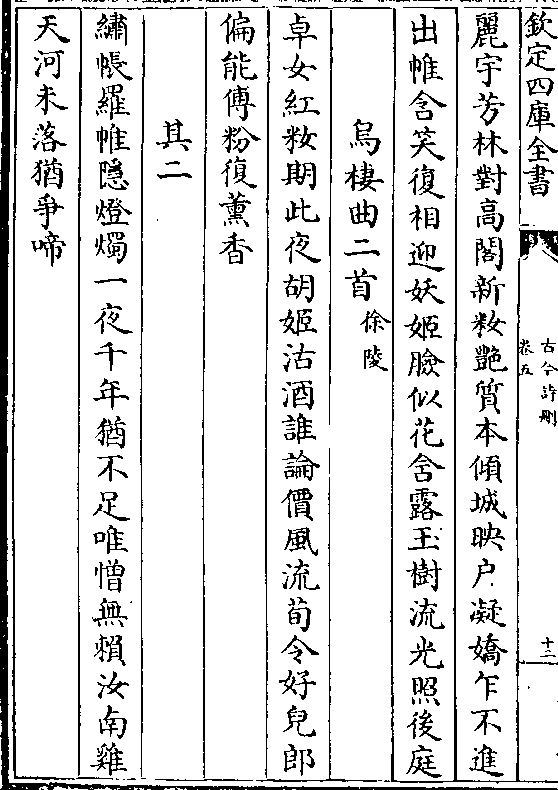 欽定四庫全書
古今詩刪
卷五
十二
麗宇芳林對高閣新粧艷質本傾城映户凝嬌乍不進
出帷含笑復相迎妖姬臉似花含露玉樹流光照後庭
烏棲曲二首徐陵
卓女紅粧期此夜胡姬沽酒誰論價風流荀令好兒郎
偏能傅粉復薰香
其二
繡帳羅帷隱燈燭一夜千年猶不足唯憎無賴汝南雞
天河未落猶爭啼